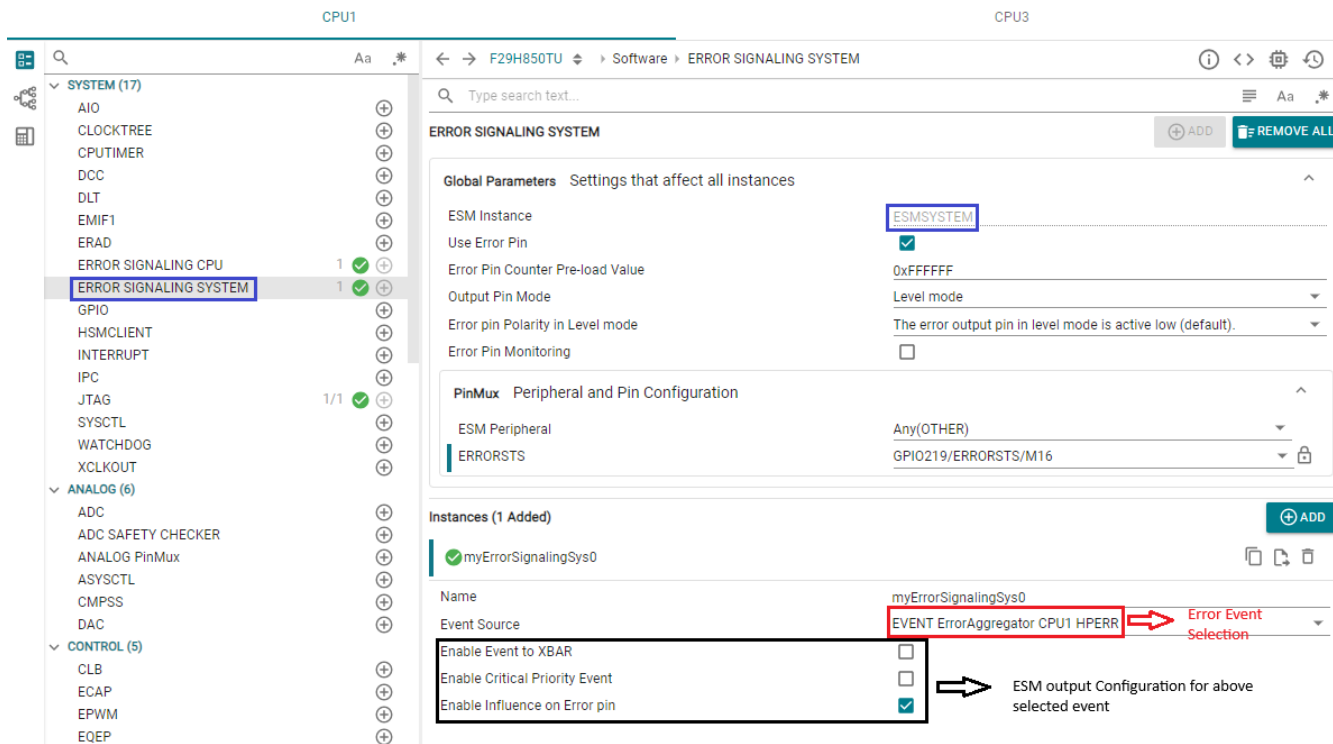 CPU1
CPU3
Aa .*
F29H850TU Software ERROR SIGNALING SYSTEM
SYSTEM (17)
AIO
CLOCKTREE
CPUTIMER
DCC
DLT
EMIF1
ERAD
ERROR SIGNALING CPU 1
ERROR SIGNALING SYSTEM 1
GPIO
HSMCLIENT
INTERRUPT
IPC
JTAG 1/1
SYSCTL
WATCHDOG
XCLKOUT
ANALOG (6)
ADC
ADC SAFETY CHECKER
ANALOG PinMux
ASYSCTL
CMPSS
DAC
CONTROL (5)
CLB
ECAP
EPWM
EQEP
Type search text... Aa .*
ERROR SIGNALING SYSTEM ADD REMOVE ALL
Global Parameters Settings that affect all instances
ESM Instance ESMSYSTEM
Use Error Pin
Error Pin Counter Pre-load Value 0xFFFFFF
Output Pin Mode Level mode
Error pin Polarity in Level mode The error output pin in level mode is active low (default).
Error Pin Monitoring
PinMux Peripheral and Pin Configuration
ESM Peripheral Any(OTHER)
ERRORSTS GPIO219/ERRORSTS/M16
Instances (1 Added) ADD
myErrorSignalingSys0
Name myErrorSignalingSys0
Event Source EVENT ErrorAggregator CPU1 HPERR
Error Event
Selection
Enable Event to XBAR
Enable Critical Priority Event
Enable Influence on Error pin
ESM output Configuration for above
selected event